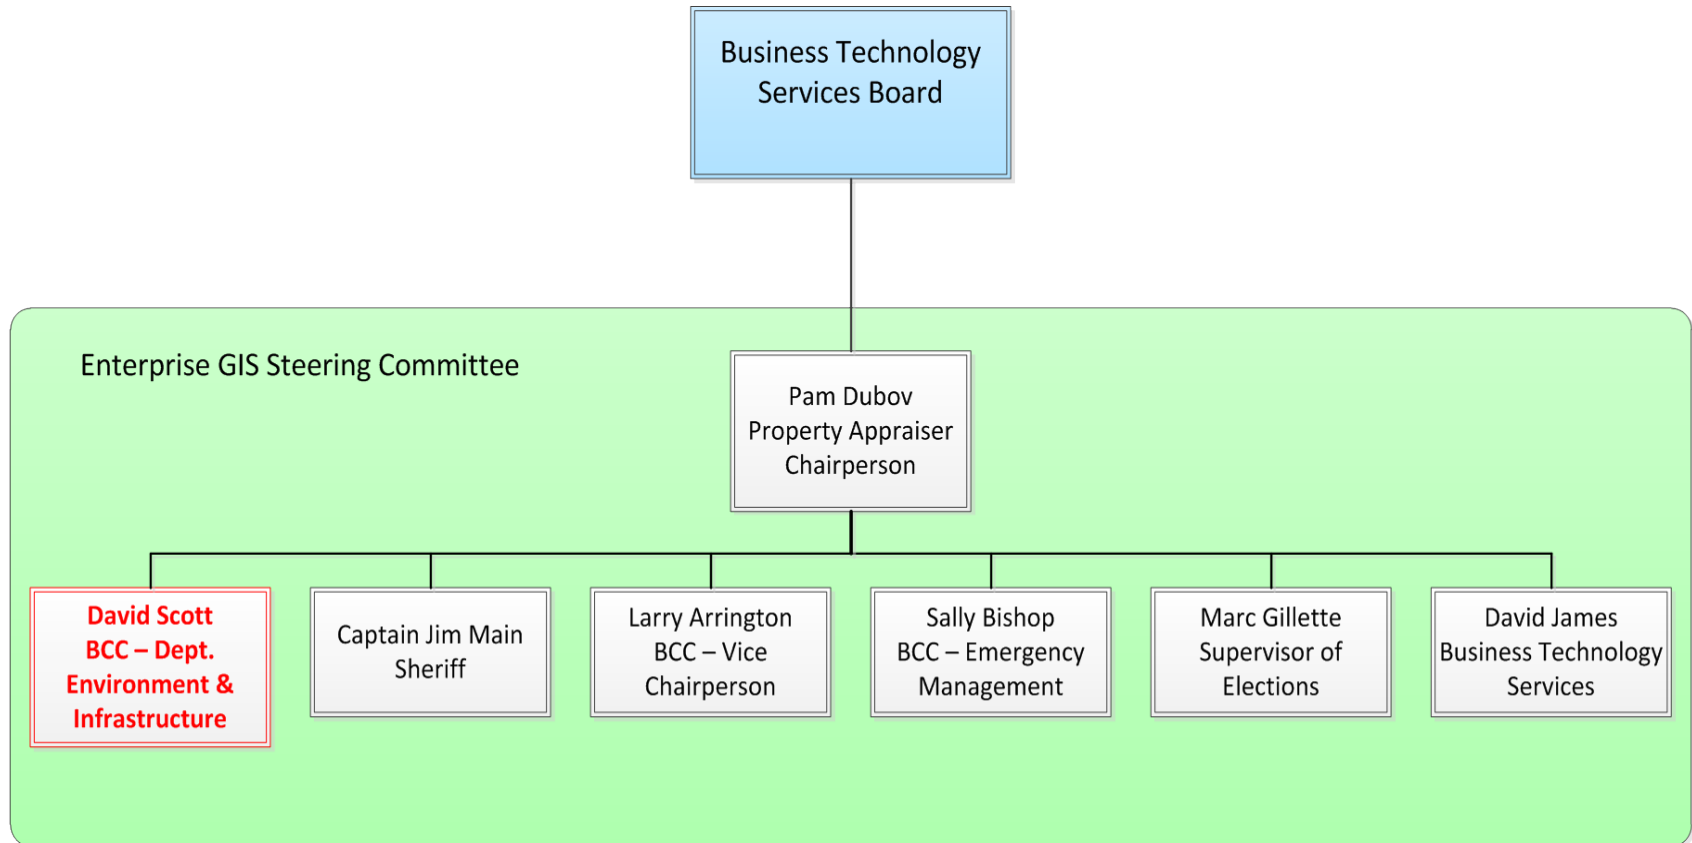 Business Technology
Services Board
Enterprise GIS Steering Committee
Pam Dubov
Property Appraiser
Chairperson
David Scott
BCC – Dept.
Environment &
Infrastructure
Captain Jim Main
Sheriff
Larry Arrington
BCC – Vice
Chairperson
Sally Bishop
BCC – Emergency
Management
Marc Gillette
Supervisor of
Elections
David James
Business Technology
Services